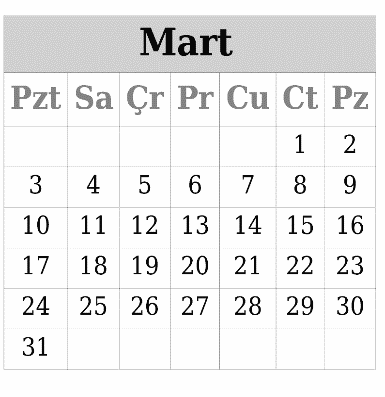 Mart
Pzt Sa Çr Pr Cu Ct Pz
1 2
3 4 5 6 7 8 9
10 11 12 13 14 15 16
17 18 19 20 21 22 23
24 25 26 27 28 29 30
31